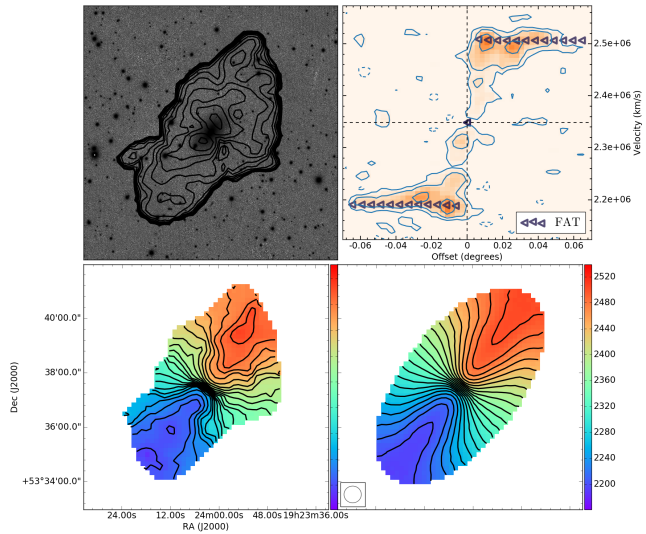 2.5e+06
2.4e+06
2.3e+06
2.2e+06
Velocity (km/s)
FAT
-0.06 -0.04 -0.02 0 0.02 0.04 0.06
Offset (degrees)
40'00.0"
38'00.0"
36'00.0"
+53°34'00.0"
Dec (J2000)
24.00s 12.00s 24m00.00s 48.00s 19h23m36.00s
RA (J2000)
2520
2480
2440
2400
2360
2320
2280
2240
2200